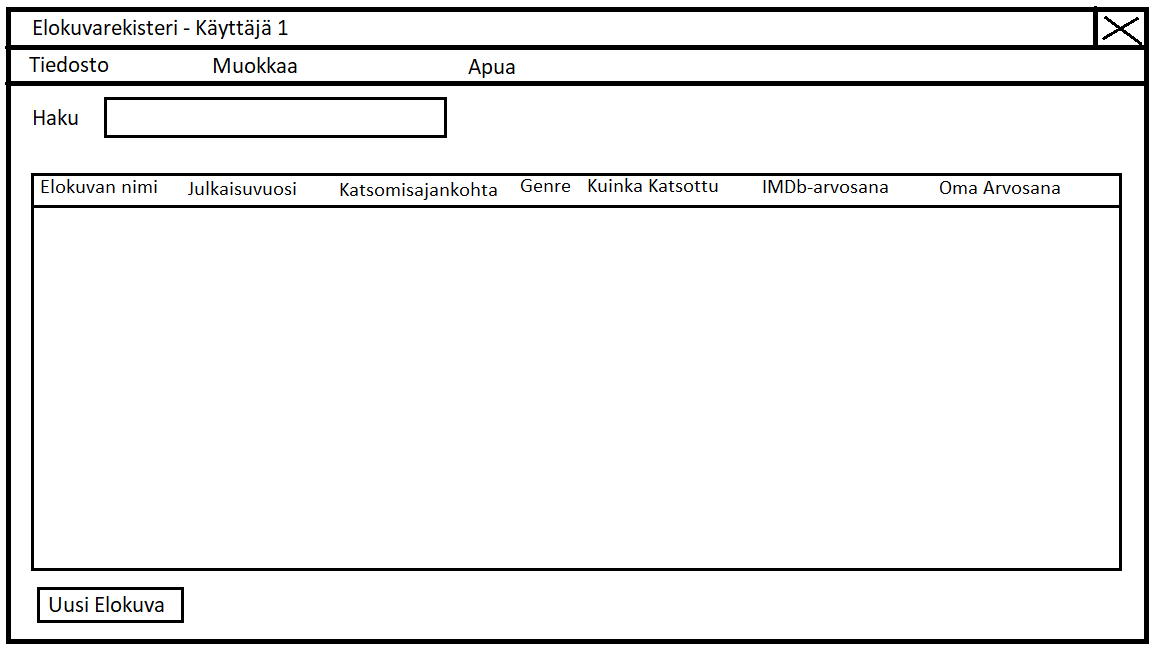 Elokuvarekisteri - Käyttäjä 1
Tiedosto Muokkaa Apua
Haku
Elokuvan nimi Julkaisuvuosi Katsomisajankohta Genre Kuinka Katsottu IMDb-arvosana Oma Arvosana
Uusi Elokuva